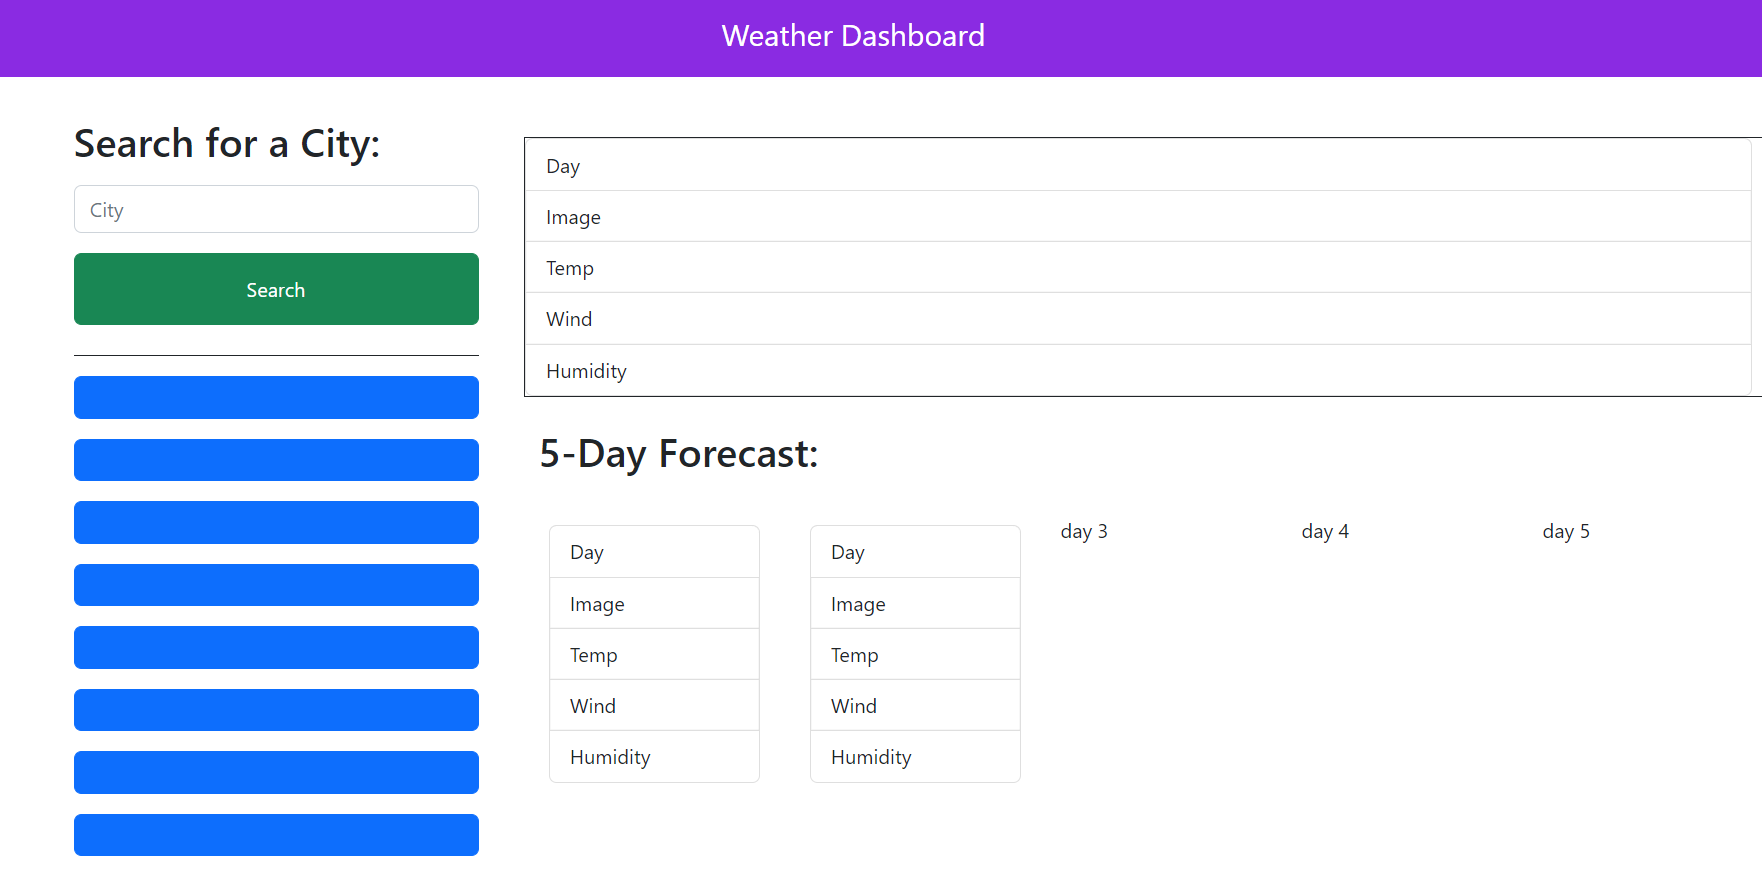 Weather Dashboard
Search for a City:
City
Search
Day
Image
Temp
Wind
Humidity
5-Day Forecast:
Day
Image
Temp
Wind
Humidity
Day
Image
Temp
Wind
Humidity
day 3
day 4
day 5